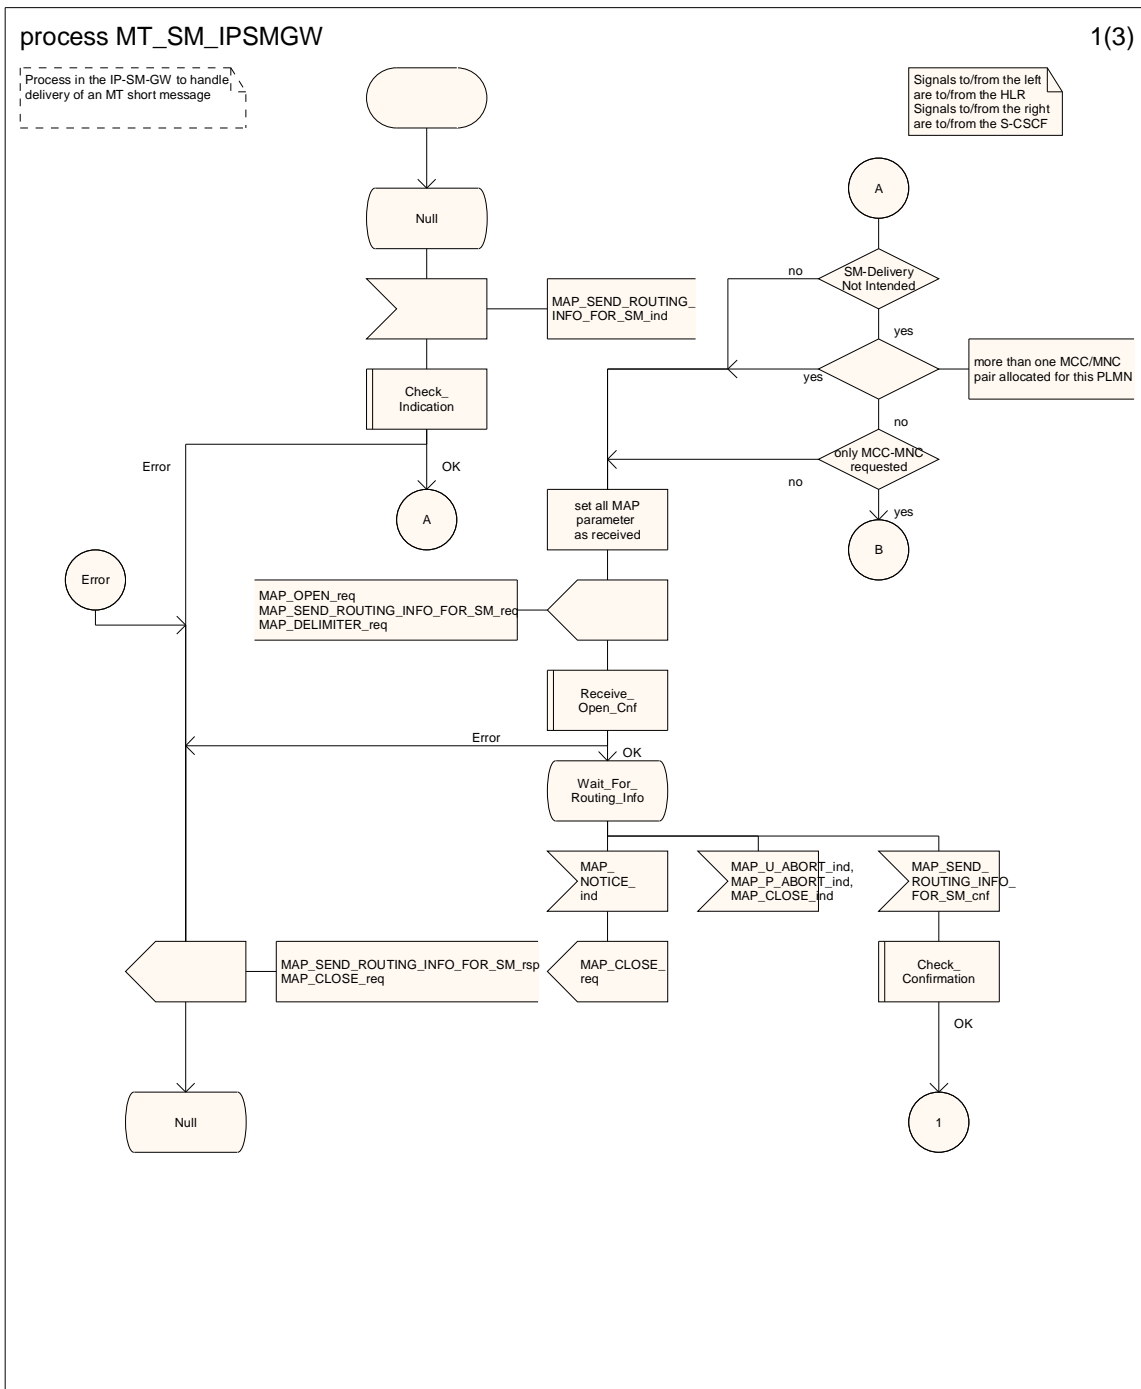 process MT_SM_IPSMGW
1(3)
Process in the IP-SM-GW to handle
delivery of an MT short message
Signals to/from the left
are to/from the HLR
Signals to/from the right
are to/from the S-CSCF
A
Null
SM-Delivery
Not Intended
no
yes
MAP_SEND_ROUTING_
INFO_FOR_SM_ind
more than one MCC/MNC
pair allocated for this PLMN
yes
no
Check_
Indication
Error
OK
only MCC-MNC
requested
no
yes
A
set all MAP
parameter
as received
B
Error
MAP_OPEN_req
MAP_SEND_ROUTING_INFO_FOR_SM_req
MAP_DELIMITER_req
Receive_
Open_Cnf
Error
OK
Wait_For_
Routing_Info
MAP_
NOTICE_
ind
MAP_U_ABORT_ind,
MAP_P_ABORT_ind,
MAP_CLOSE_ind
MAP_SEND_
ROUTING_INFO_
FOR_SM_cnf
MAP_SEND_ROUTING_INFO_FOR_SM_rsp
MAP_CLOSE_req
MAP_CLOSE_
req
Check_
Confirmation
OK
Null
1